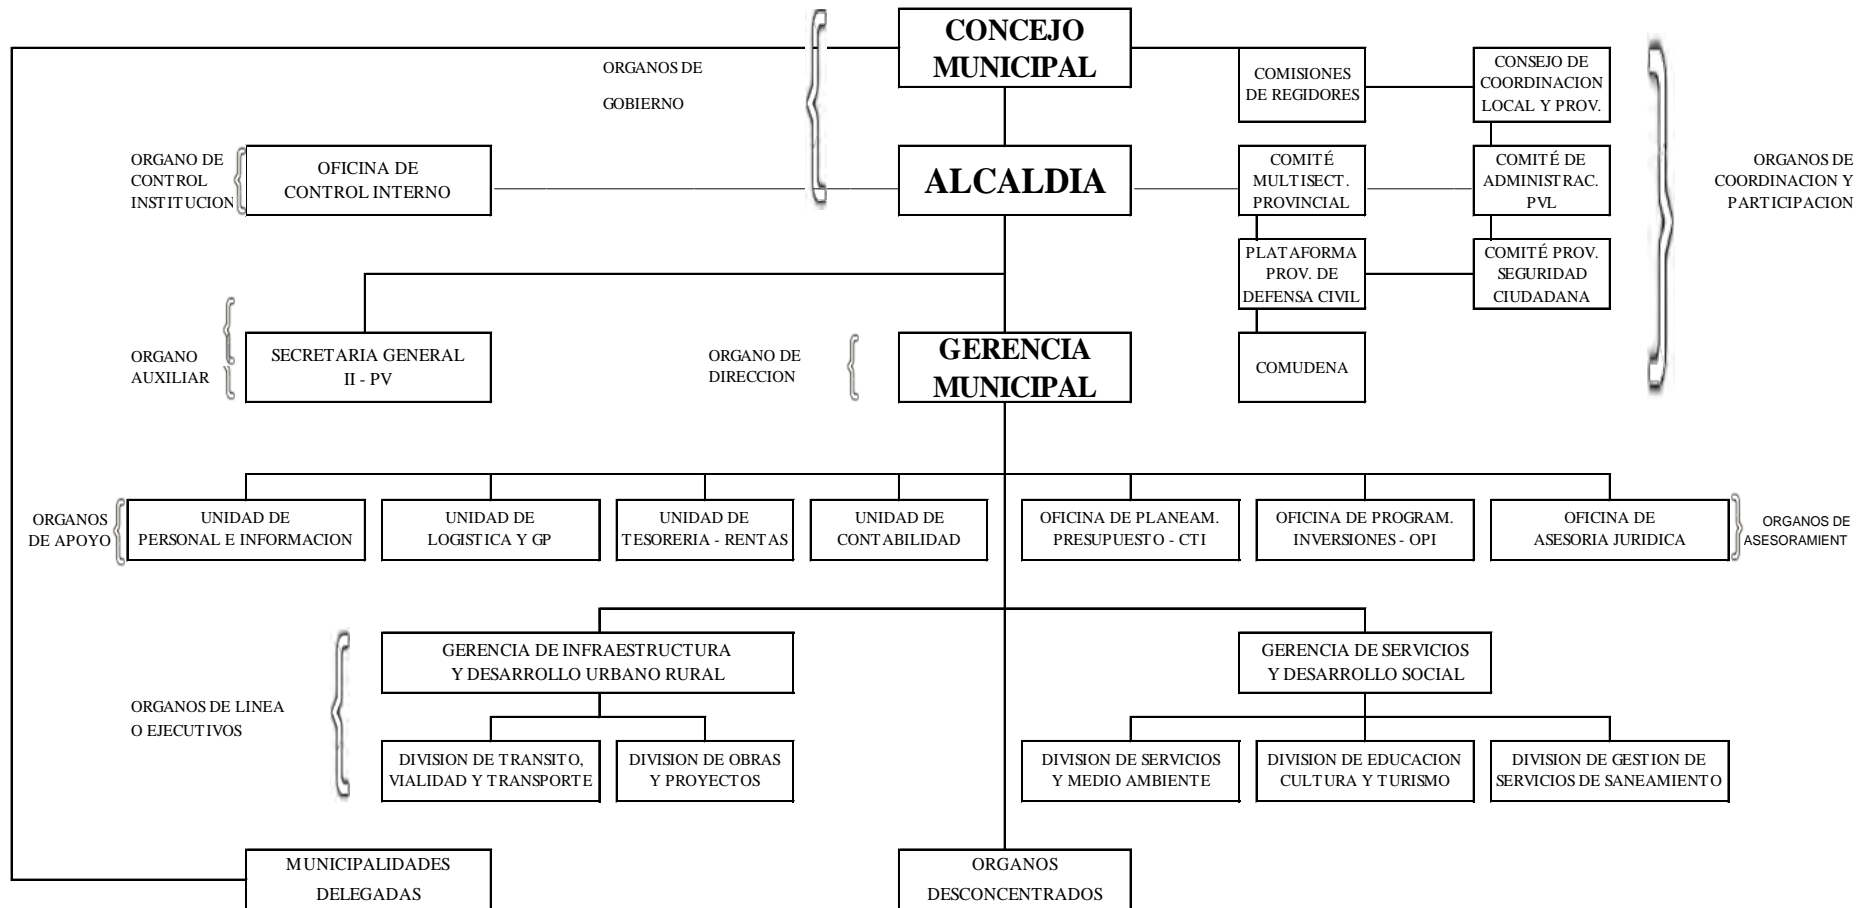 CONCEJO
MUNICIPAL
ORGANOS DE
GOBIERNO
COMISIONES
DE REGIDORES
CONSEJO DE
COORDINACION
LOCAL Y PROV.
ORGANO DE
CONTROL
INSTITUCION
OFICINA DE
CONTROL INTERNO
ALCALDIA
COMITÉ
MULTISECT.
PROVINCIAL
COMITÉ DE
ADMINISTRAC.
PVL
ORGANOS DE
COORDINACION Y
PARTICIPACION
PLATAFORMA
PROV. DE
DEFENSA CIVIL
COMITÉ PROV.
SEGURIDAD
CIUDADANA
ORGANO
AUXILIAR
SECRETARIA GENERAL
II - PV
ORGANO DE
DIRECCION
GERENCIA
MUNICIPAL
COMUDENA
ORGANOS
DE APOYO
UNIDAD DE
PERSONAL E INFORMACION
UNIDAD DE
LOGISTICA Y GP
UNIDAD DE
TESORERIA - RENTAS
UNIDAD DE
CONTABILIDAD
OFICINA DE PLANEAM.
PRESUPUESTO - CTI
OFICINA DE PROGRAM.
INVERSIONES - OPI
OFICINA DE
ASESORIA JURIDICA
ORGANOS DE
ASESORAMIENT
GERENCIA DE INFRAESTRUCTURA
Y DESARROLLO URBANO RURAL
GERENCIA DE SERVICIOS
Y DESARROLLO SOCIAL
ORGANOS DE LINEA
O EJECUTIVOS
DIVISION DE TRANSITO,
VIALIDAD Y TRANSPORTE
DIVISION DE OBRAS
Y PROYECTOS
DIVISION DE SERVICIOS
Y MEDIO AMBIENTE
DIVISION DE EDUCACION
CULTURA Y TURISMO
DIVISION DE GESTION DE
SERVICIOS DE SANEAMIENTO
MUNICIPALIDADES
DELEGADAS
ORGANOS
DESCONCENTRADOS